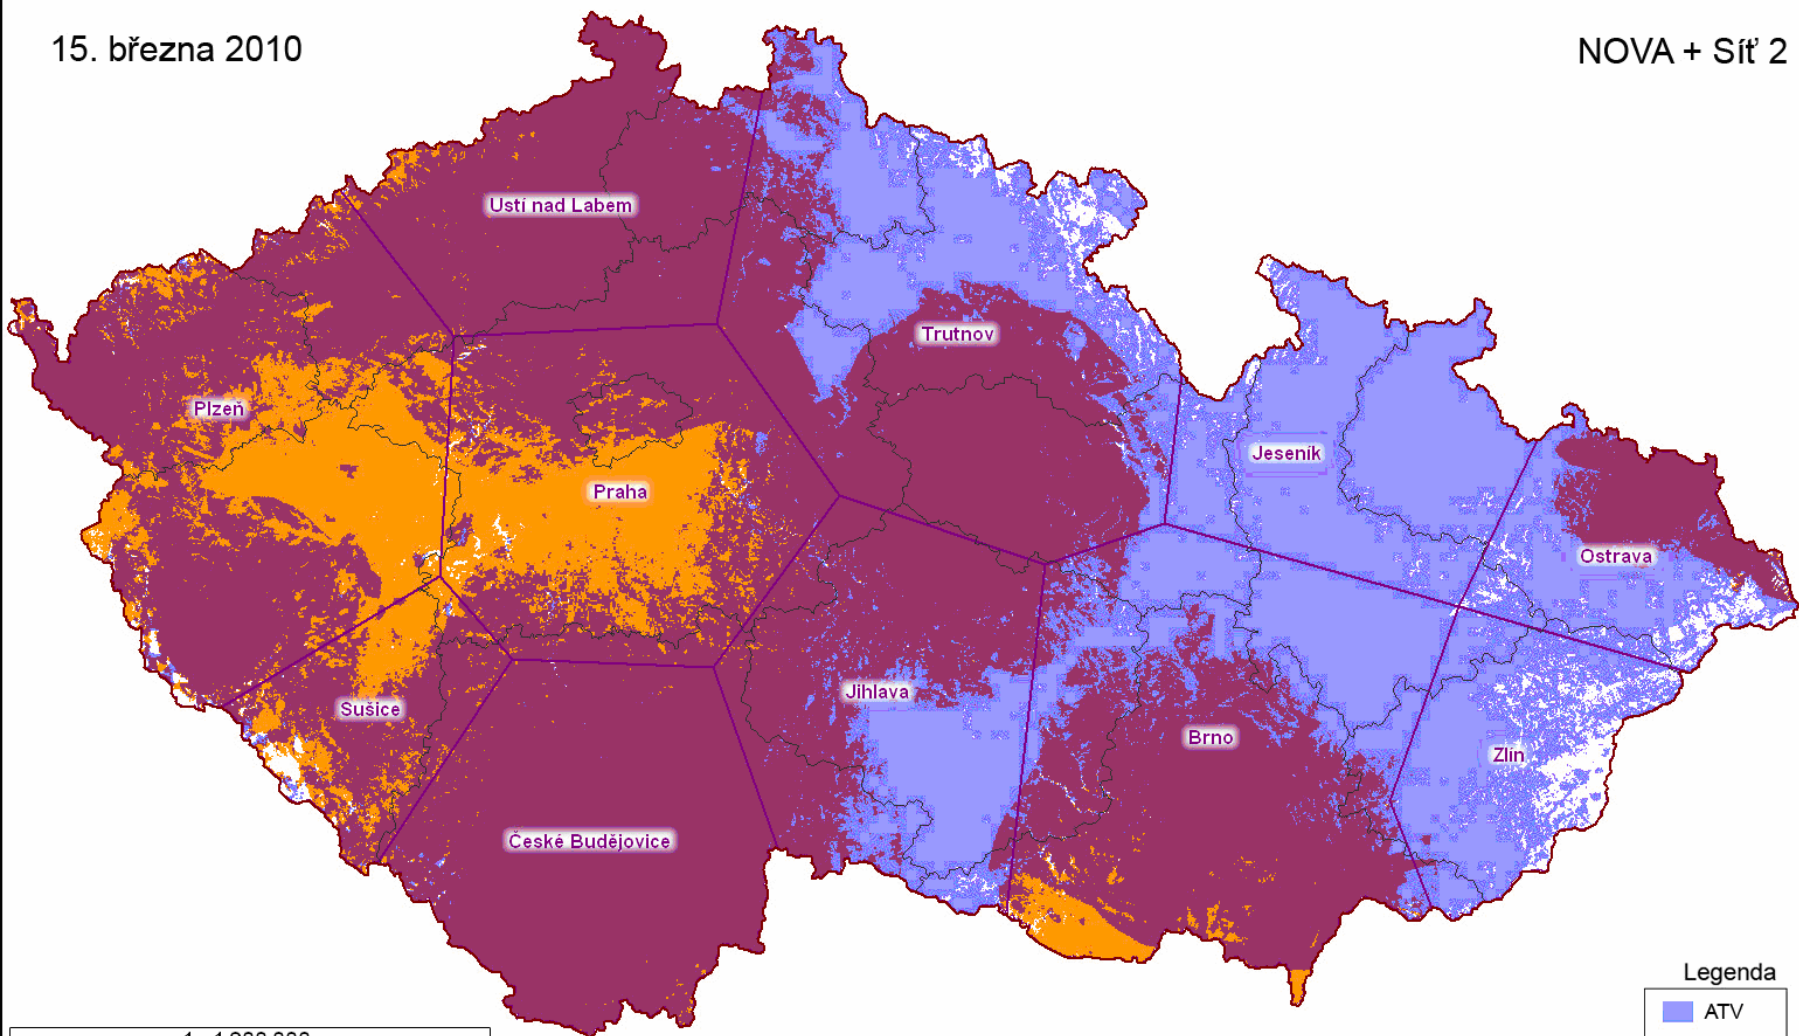 15. března 2010
NOVA + Síť 2
Ustí nad Labem
Trutnov
Plzeň
Jeseník
Praha
Ostrava
Jihlava
Sušice
Brno
Zlín
České Budějovice
Legenda
ATV